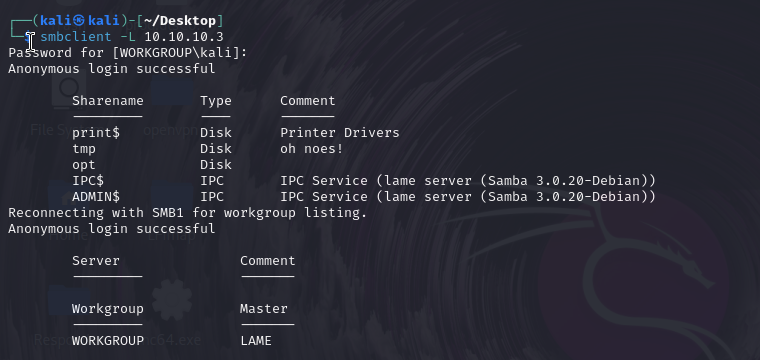 (kali㉿kali)-[~/Desktop]
smbclient -L 10.10.10.3
Password for [WORKGROUP\kali]:
Anonymous login successful
Sharename Type Comment
--------- ---- -------
print$ Disk Printer Drivers
tmp Disk oh noes!
opt Disk
IPC$ IPC IPC Service (lame server (Samba 3.0.20-Debian))
ADMIN$ IPC IPC Service (lame server (Samba 3.0.20-Debian))
Reconnecting with SMB1 for workgroup listing.
Anonymous login successful
Server Comment
--------- -------
Workgroup Master
--------- -------
WORKGROUP LAME